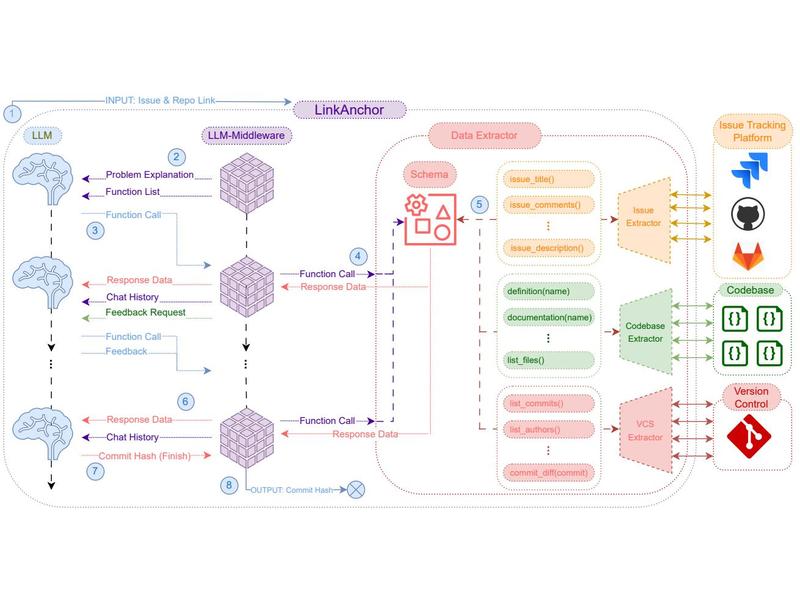 INPUT: Issue & Repo Link
1
LinkAnchor
LLM
LLM-Middleware
Data Extractor
Issue Tracking
Platform
2
Problem Explanation
Function List
Function Call
3
Schema
5
issue_title()
issue_comments()
issue_description()
Issue
Extractor
4
Response Data
Chat History
Feedback Request
Function Call
Response Data
Function Call
Feedback
definition(name)
documentation(name)
list_files()
Codebase
Extractor
Codebase
{}
{}
{}
{}
6
Response Data
Chat History
Commit Hash (Finish)
7
Function Call
Response Data
8
OUTPUT: Commit Hash
list_commits()
list_authors()
commit_diff(commit)
VCS
Extractor
Version
Control